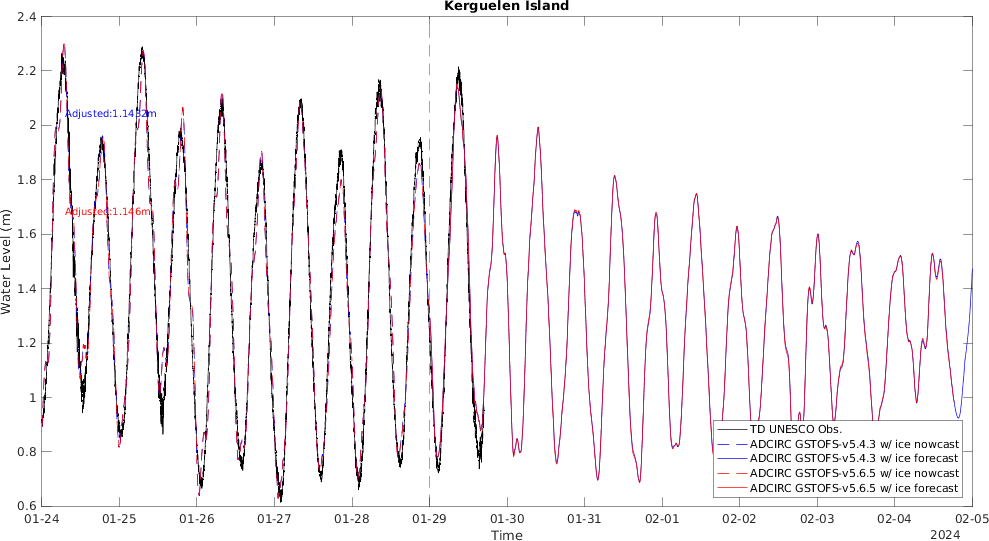 Kerguelen Island
2.4
2.2
2
1.8
1.6
1.4
1.2
1
0.8
0.6
Water Level (m)
Adjusted:1.1432m
Adjusted:1.146m
TD UNESCO Obs.
ADCIRC GSTOFS-v5.4.3 w/ ice nowcast
ADCIRC GSTOFS-v5.4.3 w/ ice forecast
ADCIRC GSTOFS-v5.6.5 w/ ice nowcast
ADCIRC GSTOFS-v5.6.5 w/ ice forecast
01-24 01-25 01-26 01-27 01-28 01-29 01-30 01-31 02-01 02-02 02-03 02-04 02-05
Time
2024